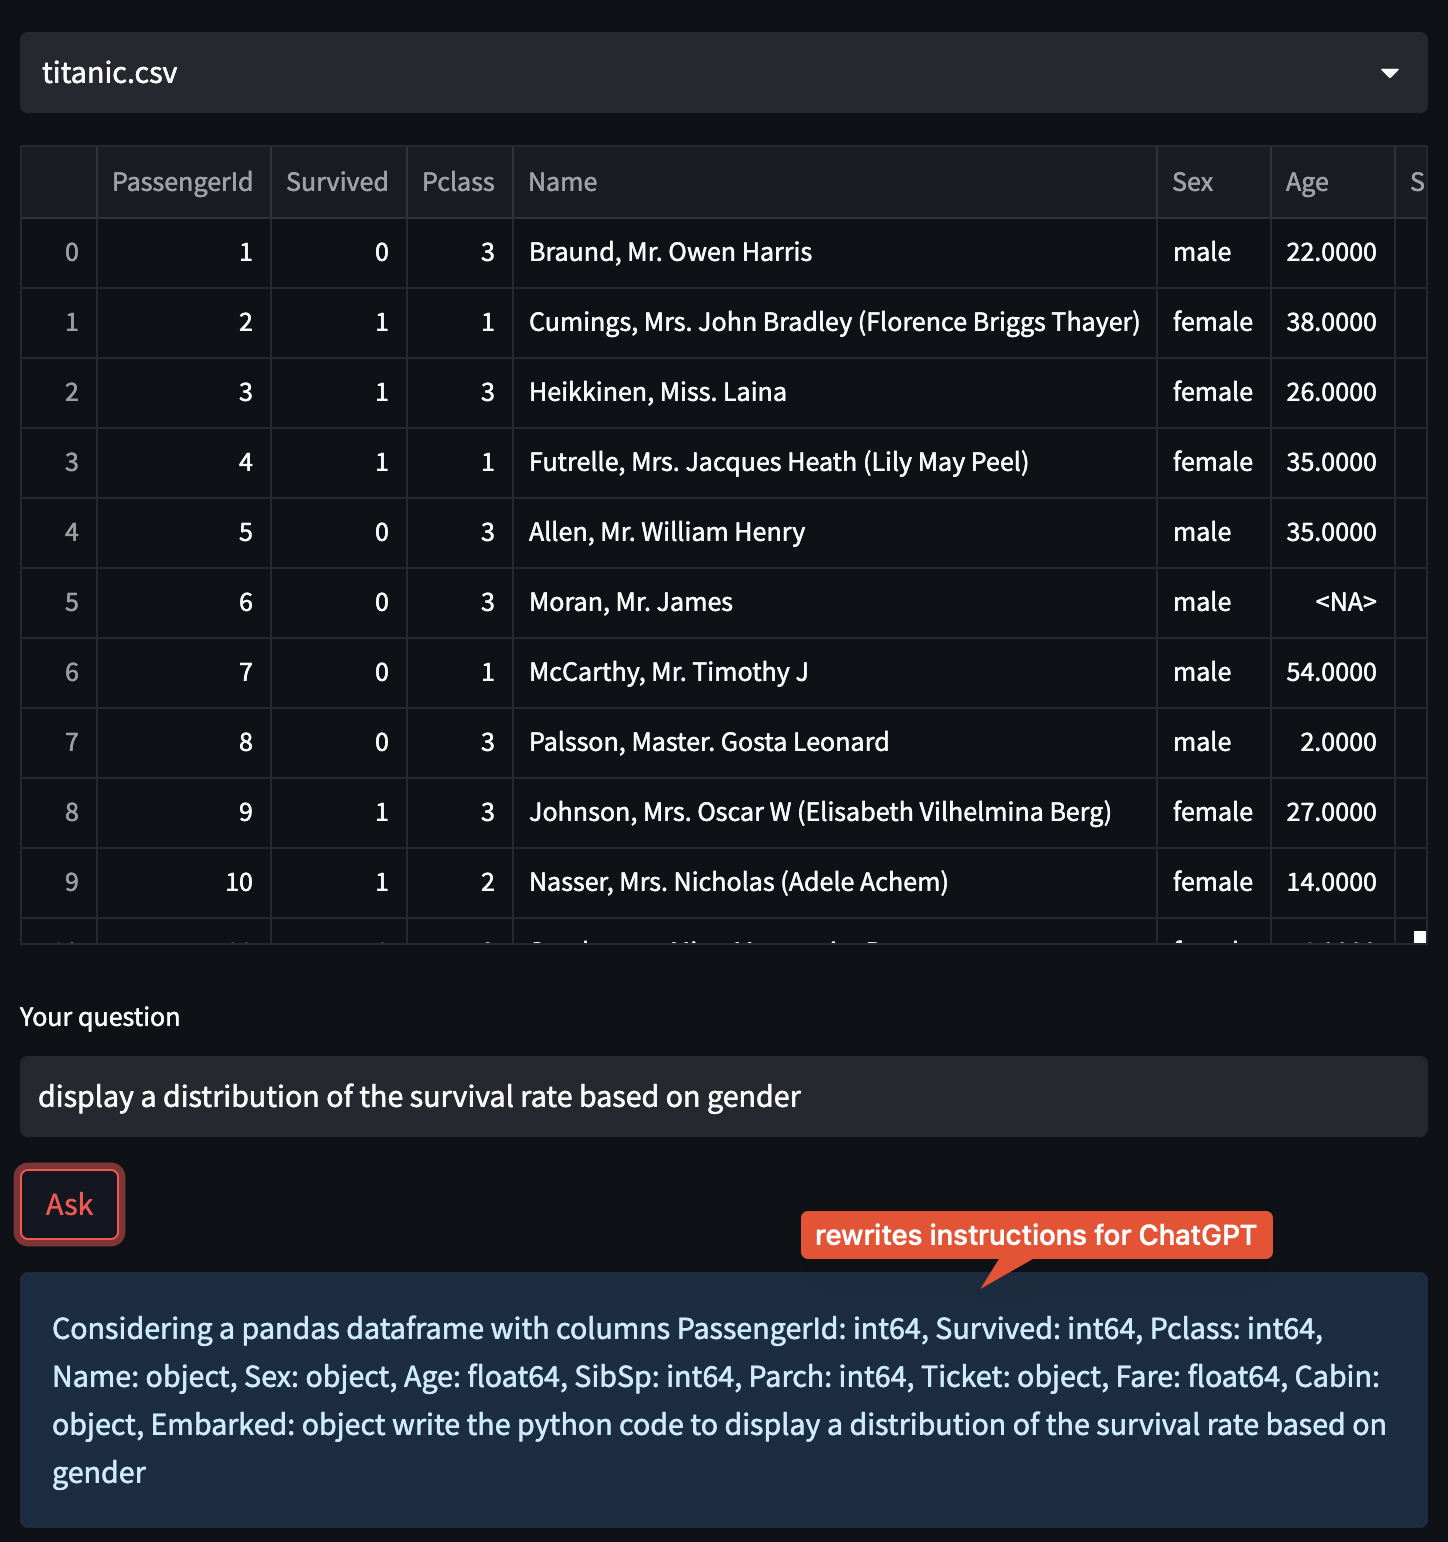 titanic.csv
PassengerId Survived Pclass Name Sex Age S
0 1 0 3 Braund, Mr. Owen Harris male 22.0000
1 2 1 1 Cumings, Mrs. John Bradley (Florence Briggs Thayer) female 38.0000
2 3 1 3 Heikkinen, Miss. Laina female 26.0000
3 4 1 1 Futrelle, Mrs. Jacques Heath (Lily May Peel) female 35.0000
4 5 0 3 Allen, Mr. William Henry male 35.0000
5 6 0 3 Moran, Mr. James male <NA>
6 7 0 1 McCarthy, Mr. Timothy J male 54.0000
7 8 0 3 Palsson, Master. Gosta Leonard male 2.0000
8 9 1 3 Johnson, Mrs. Oscar W (Elisabeth Vilhelmina Berg) female 27.0000
9 10 1 2 Nasser, Mrs. Nicholas (Adele Achem) female 14.0000
Your question
display a distribution of the survival rate based on gender
Ask
rewrites instructions for ChatGPT
Considering a pandas dataframe with columns PassengerId: int64, Survived: int64, Pclass: int64,
Name: object, Sex: object, Age: float64, SibSp: int64, Parch: int64, Ticket: object, Fare: float64, Cabin:
object, Embarked: object write the python code to display a distribution of the survival rate based on
gender